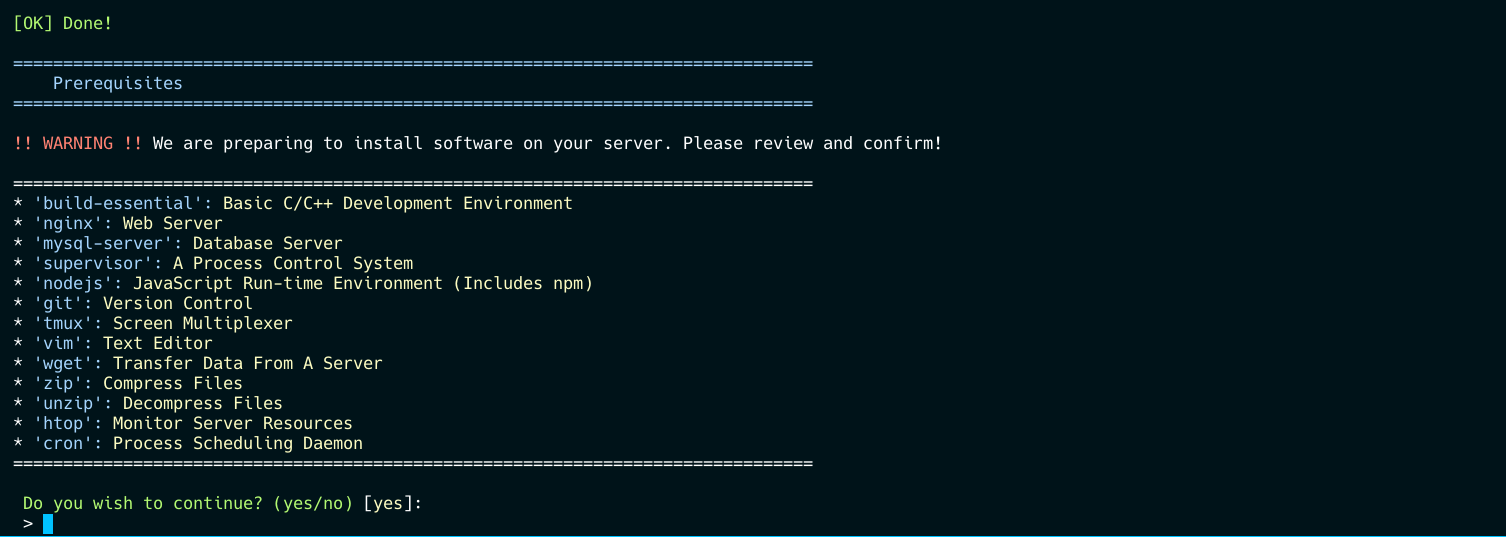 [OK] Done!
================================================================================
Prerequisites
================================================================================
!! WARNING !! We are preparing to install software on your server. Please review and confirm!
================================================================================
* 'build-essential': Basic C/C++ Development Environment
* 'nginx': Web Server
* 'mysql-server': Database Server
* 'supervisor': A Process Control System
* 'nodejs': JavaScript Run-time Environment (Includes npm)
* 'git': Version Control
* 'tmux': Screen Multiplexer
* 'vim': Text Editor
* 'wget': Transfer Data From A Server
* 'zip': Compress Files
* 'unzip': Decompress Files
* 'htop': Monitor Server Resources
* 'cron': Process Scheduling Daemon
================================================================================
Do you wish to continue? (yes/no) [yes]:
>